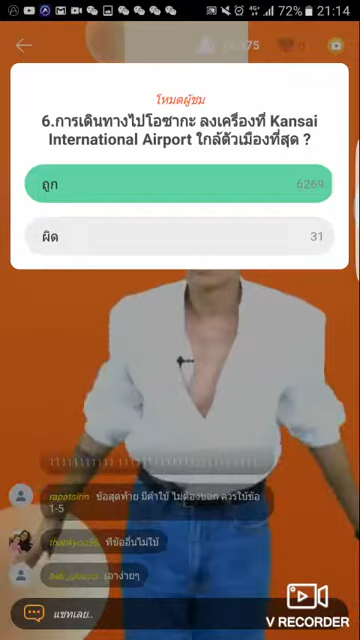 72% 21:14
โหมดผู้ชม
6.การเดินทางไปโอซากะ ลงเครื่องที่ Kansai
International Airport ใกล้ตัวเมืองที่สุด ?
ถูก 6269
ผิด 31
rapatsirin ข้อสุดท้าย มีคำใบ้ ไม่ต้องบอก ควรใบ้ข้อ
1-5
thankyou56 ทีข้ออื่นไม่ใบ้
เอาง่ายๆ
แชทเลย..
V RECORDER